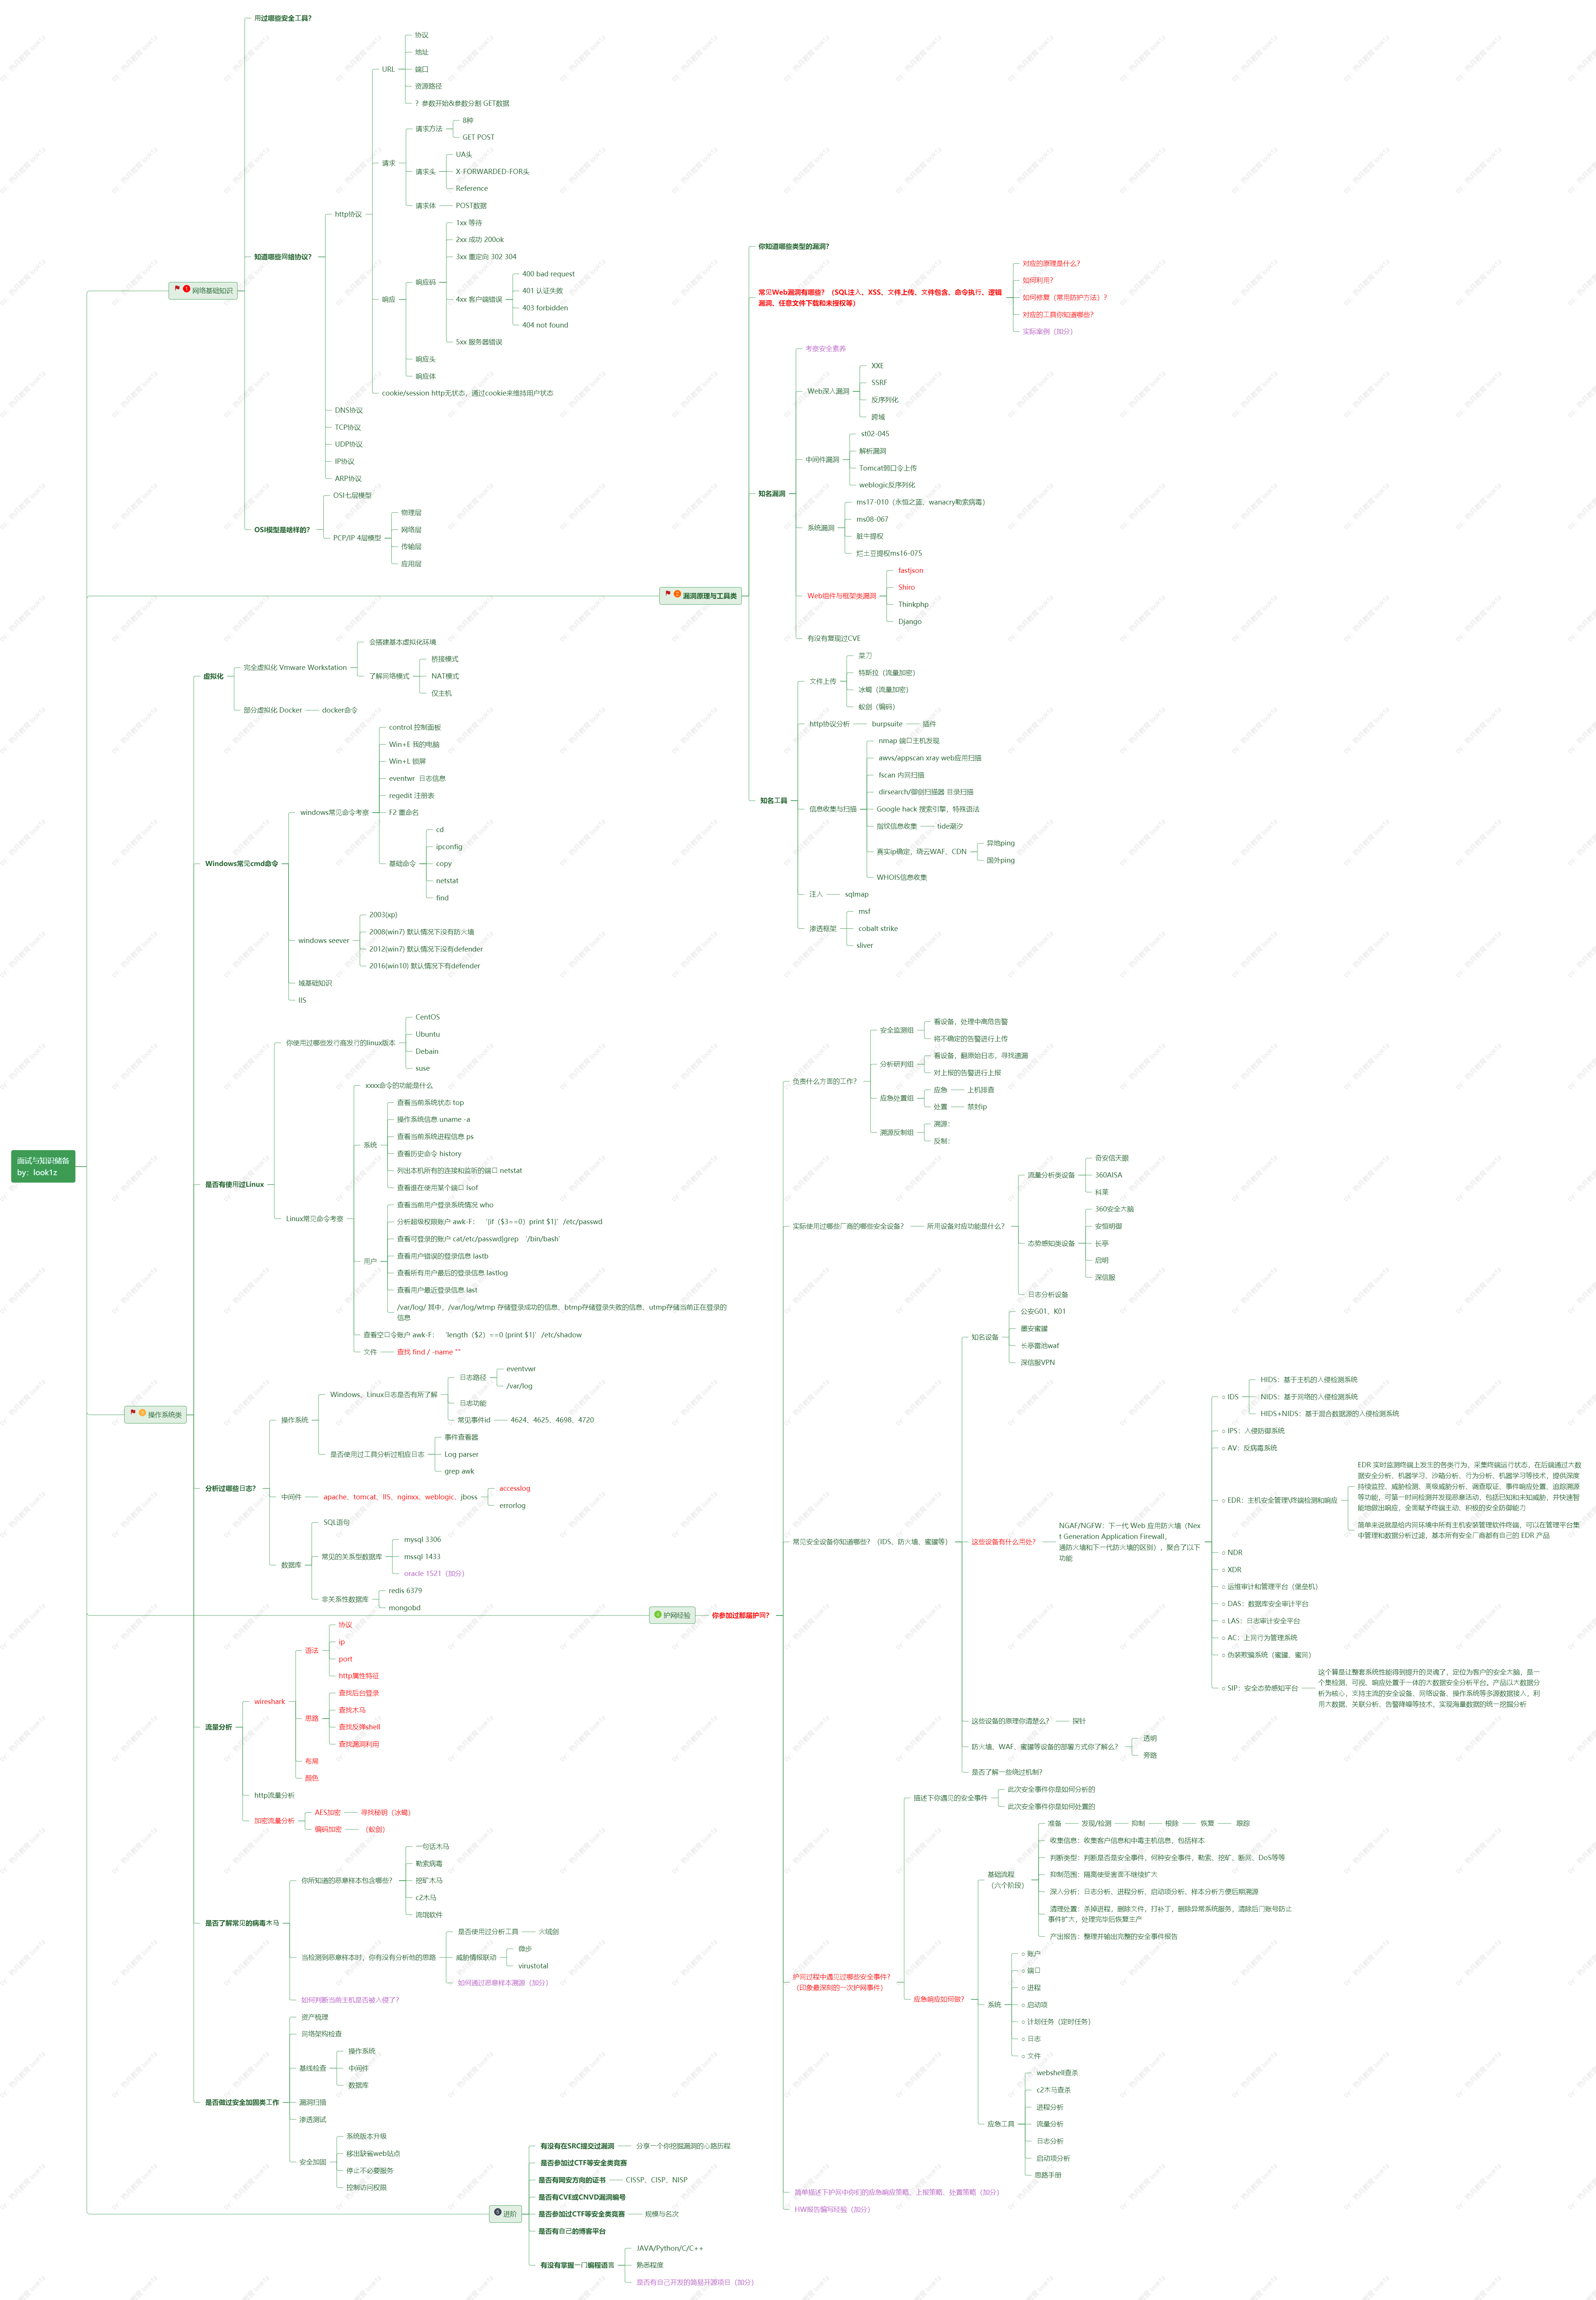 面试与知识储备
by：look1z
网络基础知识
用过哪些安全工具?
知道哪些网络协议?
http协议
URL
协议
地址
端口
资源路径
？参数开始&参数分割 GET数据
请求
请求方法
8种
GET POST
请求头
UA头
X-FORWARDED-FOR头
Reference
请求体
POST数据
响应
响应码
1xx 等待
2xx 成功 200ok
3xx 重定向 302 304
4xx 客户端错误
400 bad request
401 认证失败
403 forbidden
404 not found
5xx 服务器错误
响应头
响应体
cookie/session http无状态，通过cookie来维持用户状态
DNS协议
TCP协议
UDP协议
IP协议
ARP协议
OSI模型是啥样的?
OSI七层模型
PCP/IP 4层模型
物理层
网络层
传输层
应用层
漏洞原理与工具类
你知道哪些类型的漏洞?
常见Web漏洞有哪些？（SQL注入、XSS、文件上传、文件包含、命令执行、逻辑
漏洞、任意文件下载和未授权等）
对应的原理是什么?
如何利用?
如何修复（常用防护方法）?
对应的工具你知道哪些?
实际案例（加分）
知名漏洞
考察安全素养
Web深入漏洞
XXE
SSRF
反序列化
跨域
中间件漏洞
st02-045
解析漏洞
Tomcat弱口令上传
weblogic反序列化
系统漏洞
ms17-010（永恒之蓝、wanacry勒索病毒）
ms08-067
脏牛提权
烂土豆提权ms16-075
Web组件与框架类漏洞
fastjson
Shiro
Thinkphp
Django
有没有复现过CVE
知名工具
文件上传
菜刀
特斯拉（流量加密）
冰蝎（流量加密）
蚁剑（编码）
http协议分析
burpsuite
插件
信息收集与扫描
nmap 端口主机发现
awvs/appscan xray web应用扫描
fscan 内网扫描
dirsearch/御剑扫描器 目录扫描
Google hack 搜索引擎，特殊语法
指纹信息收集
tide潮汐
真实ip确定，绕云WAF、CDN
异地ping
国外ping
WHOIS信息收集
注入
sqlmap
渗透框架
msf
cobalt strike
sliver
操作系统类
虚拟化
完全虚拟化 Vmware Workstation
会搭建基本虚拟化环境
了解网络模式
桥接模式
NAT模式
仅主机
部分虚拟化 Docker
docker命令
Windows常见cmd命令
windows常见命令考察
control 控制面板
Win+E 我的电脑
Win+L 锁屏
eventwr 日志信息
regedit 注册表
F2 重命名
基础命令
cd
ipconfig
copy
netstat
find
windows seever
2003(xp)
2008(win7) 默认情况下没有防火墙
2012(win7) 默认情况下没有defender
2016(win10) 默认情况下有defender
域基础知识
IIS
是否有使用过Linux
你使用过哪些发行商发行的linux版本
CentOS
Ubuntu
Debain
suse
Linux常见命令考察
xxxx命令的功能是什么
系统
查看当前系统状态 top
操作系统信息 uname -a
查看当前系统进程信息 ps
查看历史命令 history
列出本机所有的连接和监听的端口 netstat
查看谁在使用某个端口 lsof
用户
查看当前用户登录系统情况 who
分析超级权限账户 awk-F： ‘{if（$3==0）print $1}’ /etc/passwd
查看可登录的账户 cat/etc/passwd|grep ‘/bin/bash’
查看用户错误的登录信息 lastb
查看所有用户最后的登录信息 lastlog
查看用户最近登录信息 last
/var/log/ 其中，/var/log/wtmp 存储登录成功的信息、btmp存储登录失败的信息、utmp存储当前正在登录的
信息
查看空口令账户 awk-F： ‘length（$2）==0 {print $1}’ /etc/shadow
文件
查找 find / -name ""
分析过哪些日志?
操作系统
Windows、Linux日志是否有所了解
日志路径
eventvwr
/var/log
日志功能
常见事件id
4624、4625、4698、4720
是否使用过工具分析过相应日志
事件查看器
Log parser
grep awk
中间件
apache、tomcat、IIS、nginxx、weblogic、jboss
accesslog
errorlog
数据库
SQL语句
常见的关系型数据库
mysql 3306
mssql 1433
oracle 1521（加分）
非关系性数据库
redis 6379
mongobd
流量分析
wireshark
语法
协议
ip
port
http属性特征
思路
查找后台登录
查找木马
查找反弹shell
查找漏洞利用
布局
颜色
http流量分析
加密流量分析
AES加密
寻找秘钥（冰蝎）
编码加密
（蚁剑）
是否了解常见的病毒木马
你所知道的恶意样本包含哪些?
一句话木马
勒索病毒
挖矿木马
c2木马
流氓软件
当检测到恶意样本时，你有没有分析他的思路
是否使用过分析工具
火绒剑
威胁情报联动
微步
virustotal
如何通过恶意样本溯源（加分）
如何判断当前主机是否被入侵了?
是否做过安全加固类工作
资产梳理
网络架构检查
基线检查
操作系统
中间件
数据库
漏洞扫描
渗透测试
安全加固
系统版本升级
移出缺省web站点
停止不必要服务
控制访问权限
护网经验
你参加过那届护网?
负责什么方面的工作?
安全监测组
看设备，处理中高危告警
将不确定的告警进行上传
分析研判组
看设备，翻原始日志，寻找遗漏
对上报的告警进行上报
应急处置组
应急
上机排查
处置
禁封ip
溯源反制组
溯源：
反制：
实际使用过哪些厂商的哪些安全设备?
所用设备对应功能是什么?
流量分析类设备
奇安信天眼
360AISA
科莱
态势感知类设备
360安全大脑
安恒明御
长亭
启明
深信服
日志分析设备
常见安全设备你知道哪些?（IDS、防火墙、蜜罐等）
知名设备
公安G01、K01
墨安蜜罐
长亭雷池waf
深信服VPN
这些设备有什么用处?
NGAF/NGFW：下一代 Web 应用防火墙（Nex
t Generation Application Firewall，
通防火墙和下一代防火墙的区别），聚合了以下
功能
○ IDS
HIDS：基于主机的入侵检测系统
NIDS：基于网络的入侵检测系统
HIDS+NIDS：基于混合数据源的入侵检测系统
○ IPS：入侵防御系统
○ AV：反病毒系统
○ EDR：主机安全管理\终端检测和响应
EDR 实时监测终端上发生的各类行为，采集终端运行状态，在后端通过大数
据安全分析、机器学习、沙箱分析、行为分析、机器学习等技术，提供深度
持续监控、威胁检测、高级威胁分析、调查取证、事件响应处置、追踪溯源
等功能，可第一时间检测并发现恶意活动，包括已知和未知威胁，并快速智
能地做出响应，全面赋予终端主动、积极的安全防御能力
简单来说就是给内网环境中所有主机安装管理软件终端，可以在管理平台集
中管理和数据分析过滤，基本所有安全厂商都有自己的 EDR 产品
○ NDR
○ XDR
○ 运维审计和管理平台（堡垒机）
○ DAS：数据库安全审计平台
○ LAS：日志审计安全平台
○ AC：上网行为管理系统
○ 伪装欺骗系统（蜜罐、蜜网）
○ SIP：安全态势感知平台
这个算是让整套系统性能得到提升的灵魂了，定位为客户的安全大脑，是一
个集检测、可视、响应处置于一体的大数据安全分析平台。产品以大数据分
析为核心，支持主流的安全设备、网络设备、操作系统等多源数据接入，利
用大数据、关联分析、告警降噪等技术，实现海量数据的统一挖掘分析
这些设备的原理你清楚么?
探针
防火墙、WAF、蜜罐等设备的部署方式你了解么?
透明
旁路
是否了解一些绕过机制?
护网过程中遇见过哪些安全事件?
（印象最深刻的一次护网事件）
描述下你遇见的安全事件
此次安全事件你是如何分析的
此次安全事件你是如何处置的
应急响应如何做?
基础流程
（六个阶段）
准备
发现/检测
抑制
根除
恢复
跟踪
收集信息：收集客户信息和中毒主机信息，包括样本
判断类型：判断是否是安全事件，何种安全事件，勒索、挖矿、断网、DoS等等
抑制范围：隔离使受害面不继续扩大
深入分析：日志分析、进程分析、启动项分析、样本分析方便后期溯源
清理处置：杀掉进程，删除文件，打补丁，删除异常系统服务，清除后门账号防止
事件扩大，处理完毕后恢复生产
产出报告：整理并输出完整的安全事件报告
系统
○ 账户
○ 端口
○ 进程
○ 启动项
○ 计划任务（定时任务）
○ 日志
○ 文件
应急工具
webshell查杀
c2木马查杀
进程分析
流量分析
日志分析
启动项分析
思路手册
简单描述下护网中你们的应急响应策略、上报策略、处置策略（加分）
HW报告编写经验（加分）
进阶
有没有在SRC提交过漏洞
分享一个你挖掘漏洞的心路历程
是否参加过CTF等安全类竞赛
是否有网安方向的证书
CISSP、CISP、NISP
是否有CVE或CNVD漏洞编号
是否参加过CTF等安全类竞赛
规模与名次
是否有自己的博客平台
有没有掌握一门编程语言
JAVA/Python/C/C++
熟悉程度
是否有自己开发的简易开源项目（加分）